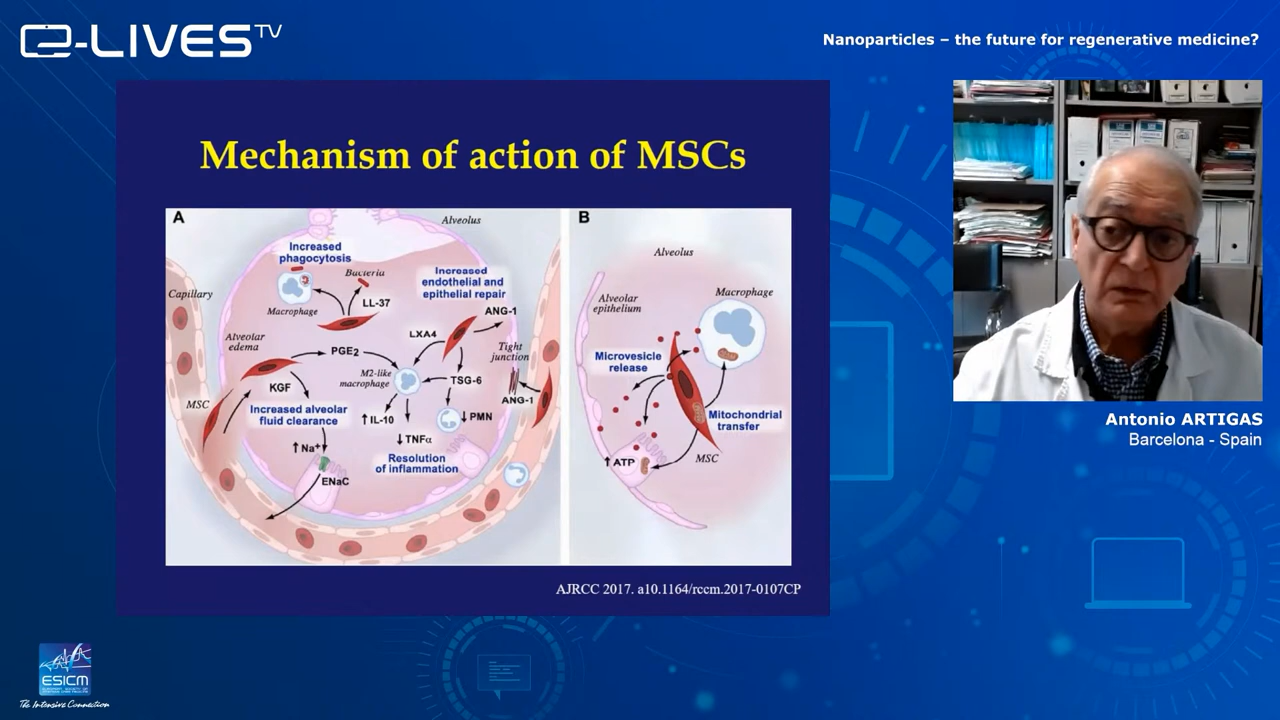 e-LIVES TV
Nanoparticles – the future for regenerative medicine?
Mechanism of action of MSCs
A
Alveolus
Increased
phagocytosis
Bacteria
LL-37
Macrophage
Capillary
Increased
endothelial and
epithelial repair
ANG-1
LXA4
Tight
junction
Alveolar
edema
PGE2
M2-like
macrophage
TSG-6
KGF
ANG-1
MSC
Increased alveolar
fluid clearance
↑ IL-10
↓ PMN
↓ TNFα
↑ Na+
Resolution
of inflammation
ENaC
B
Alveolus
Alveolar
epithelium
Macrophage
Microvesicle
release
Mitochondrial
transfer
↑ ATP
MSC
AJRCC 2017. a10.1164/rccm.2017-0107CP
Antonio ARTIGAS
Barcelona - Spain
ESICM
The Intensive Connection